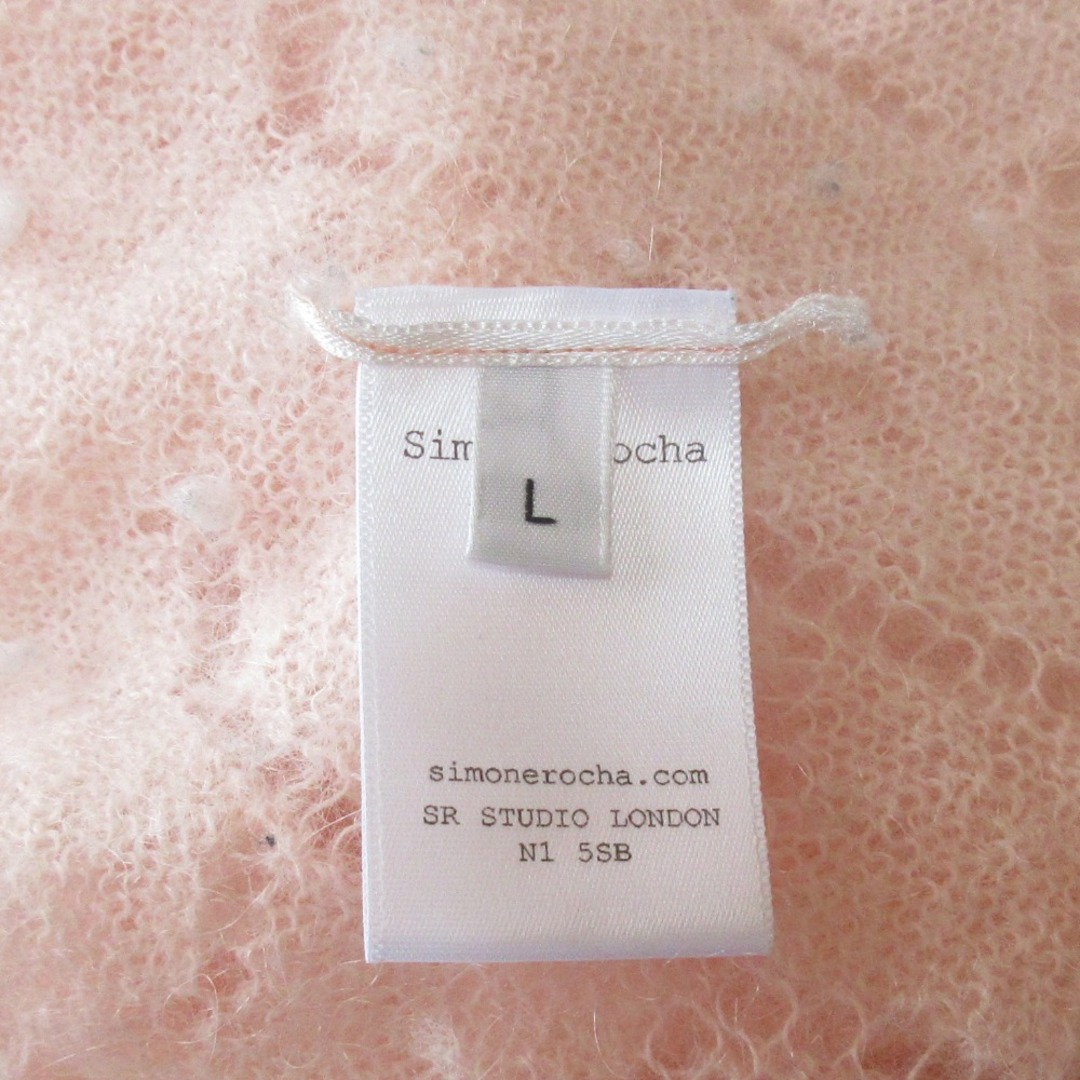 Sim ocha
L
simonerocha.com
SR STUDIO LONDON
N1 5SB